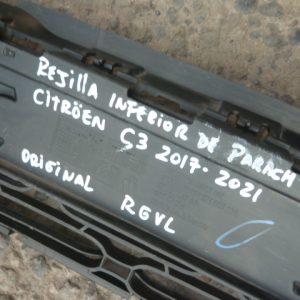 REJILLA INFERIOR DE PARACH
CITRÖEN C3 2017-2021
ORIGINAL RGVL